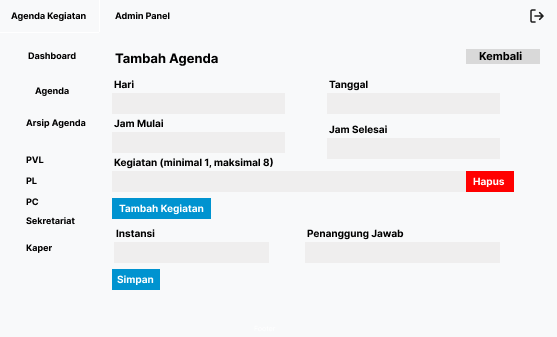 Agenda Kegiatan
Admin Panel
Dashboard
Agenda
Arsip Agenda
PVL
PL
PC
Sekretariat
Kaper
Tambah Agenda
Kembali
Hari
Tanggal
Jam Mulai
Jam Selesai
Kegiatan (minimal 1, maksimal 8)
Hapus
Tambah Kegiatan
Instansi
Penanggung Jawab
Simpan